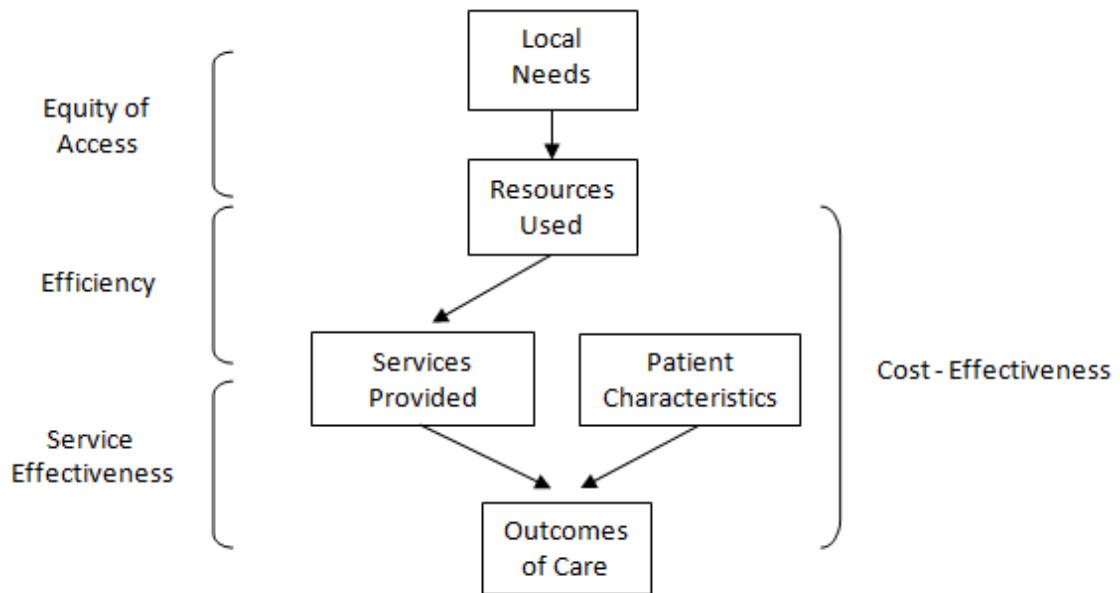 Local
Needs
Equity of
Access
Resources
Used
Efficiency
Services
Provided
Patient
Characteristics
Cost - Effectiveness
Service
Effectiveness
Outcomes
of Care